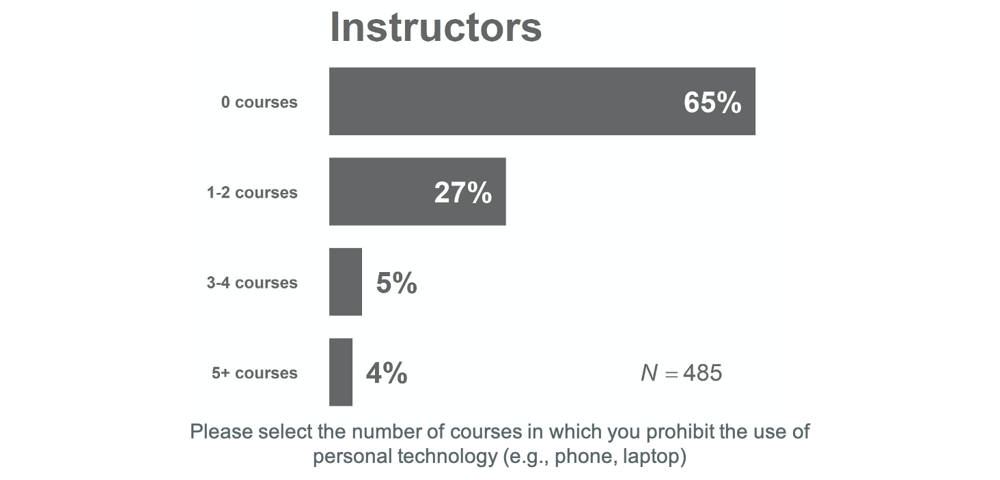 Instructors
0 courses 65%
1-2 courses 27%
3-4 courses 5%
5+ courses 4%
N = 485
Please select the number of courses in which you prohibit the use of
personal technology (e.g., phone, laptop)